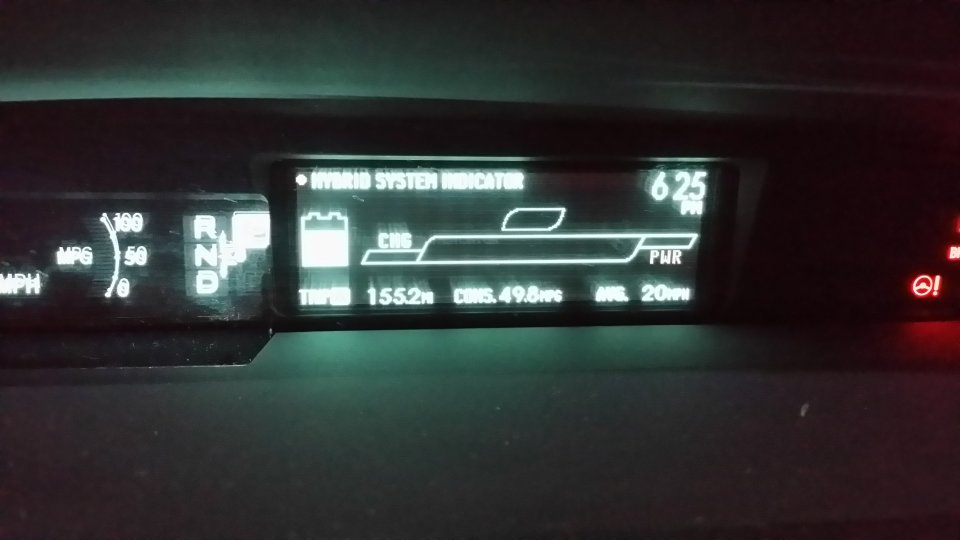 HYBRID SYSTEM INDICATOR
6 25
PM
100
MPG 50
0
MPH
R
N
D
P
CHG
PWR
155.2MI CONS. 49.8MPG AVG. 20MPH
!